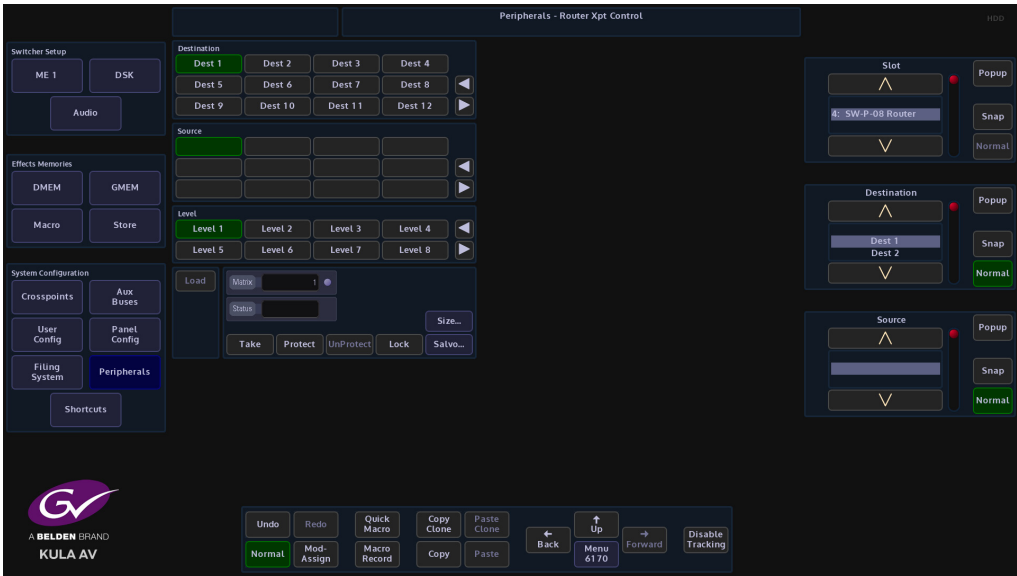 Peripherals - Router Xpt Control
HDD
Switcher Setup
ME 1
DSK
Audio
Effects Memories
DMEM
GMEM
Macro
Store
System Configuration
Crosspoints
Aux
Buses
User
Config
Panel
Config
Filing
System
Peripherals
Shortcuts
Destination
Dest 1
Dest 2
Dest 3
Dest 4
Dest 5
Dest 6
Dest 7
Dest 8
Dest 9
Dest 10
Dest 11
Dest 12
Source
Level
Level 1
Level 2
Level 3
Level 4
Level 5
Level 6
Level 7
Level 8
Load
Matrix
1
Status
Size...
Take
Protect
UnProtect
Lock
Salvo...
Slot
4: SW-P-08 Router
Popup
Snap
Normal
Destination
Dest 1
Dest 2
Popup
Snap
Normal
Source
Popup
Snap
Normal
GV
A BELDEN BRAND
KULA AV
Undo
Redo
Quick
Macro
Copy
Clone
Paste
Clone
Normal
Mod-
Assign
Macro
Record
Copy
Paste
Back
Up
Menu
6170
Forward
Disable
Tracking